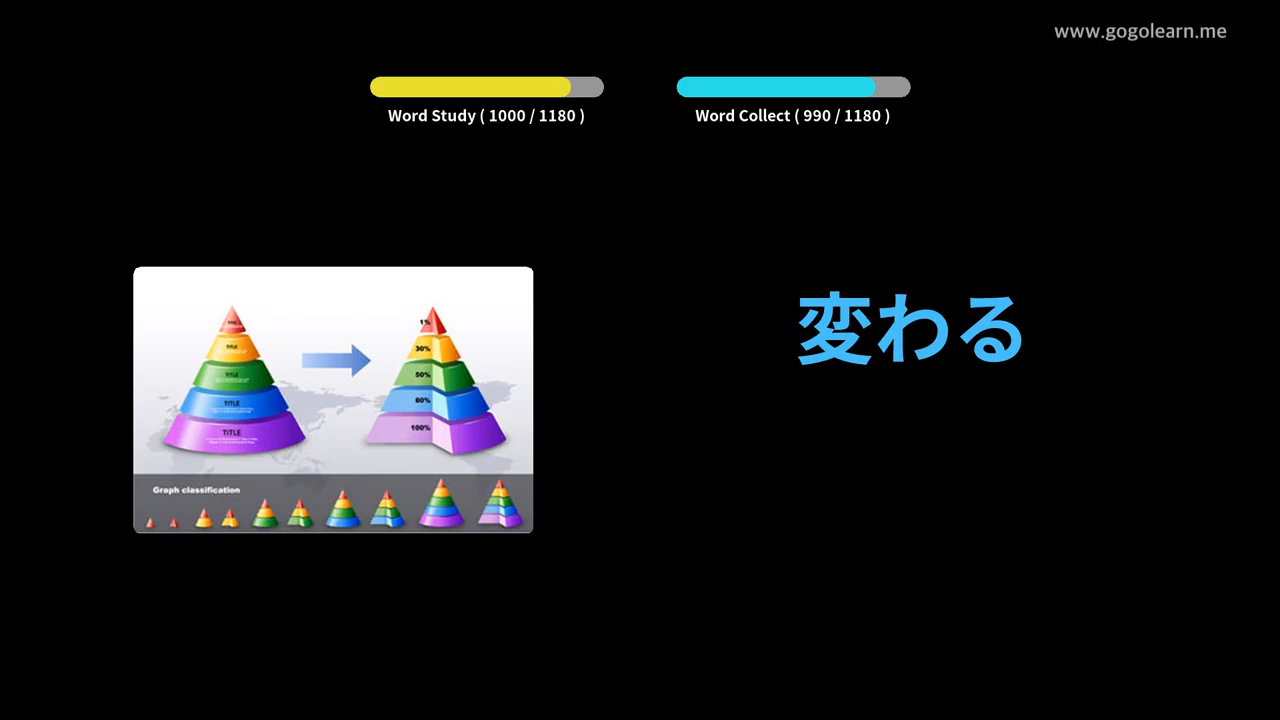 www.gogolearn.me
Word Study ( 1000 / 1180 )
Word Collect ( 990 / 1180 )
変わる
TITLE
TITLE
TITLE
TITLE
1%
30%
50%
80%
100%
Graph classification